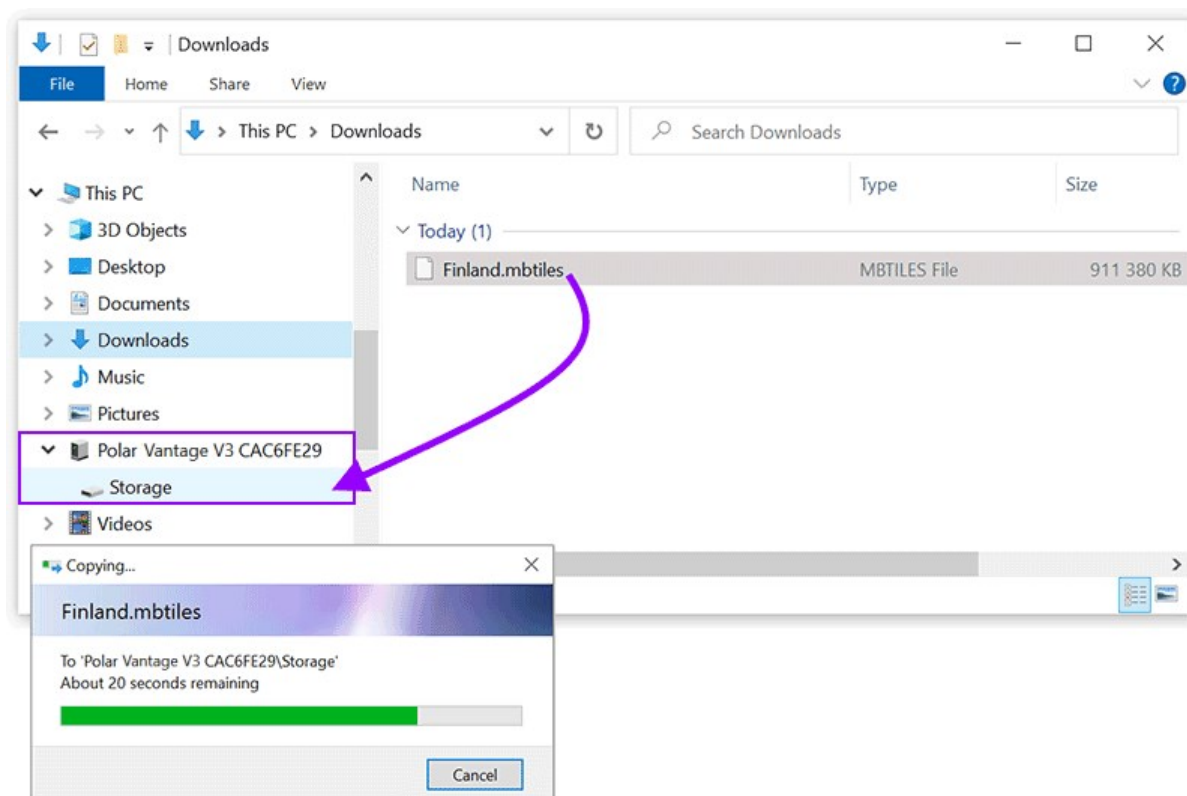 Downloads
File Home Share View
This PC > Downloads
Search Downloads
This PC
3D Objects
Desktop
Documents
Downloads
Music
Pictures
Polar Vantage V3 CAC6FE29
Storage
Videos
Name Type Size
Today (1)
Finland.mbtiles MBTILES File 911 380 KB
Copying...
Finland.mbtiles
To 'Polar Vantage V3 CAC6FE29\Storage'
About 20 seconds remaining
Cancel